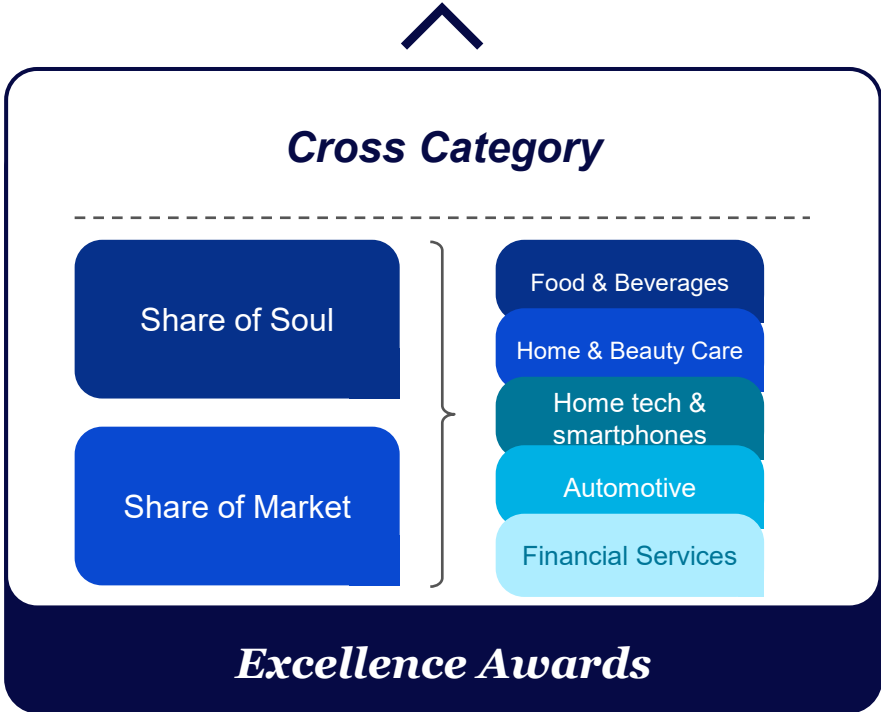 Cross Category
Share of Soul
Share of Market
Food & Beverages
Home & Beauty Care
Home tech &
smartphones
Automotive
Financial Services
Excellence Awards